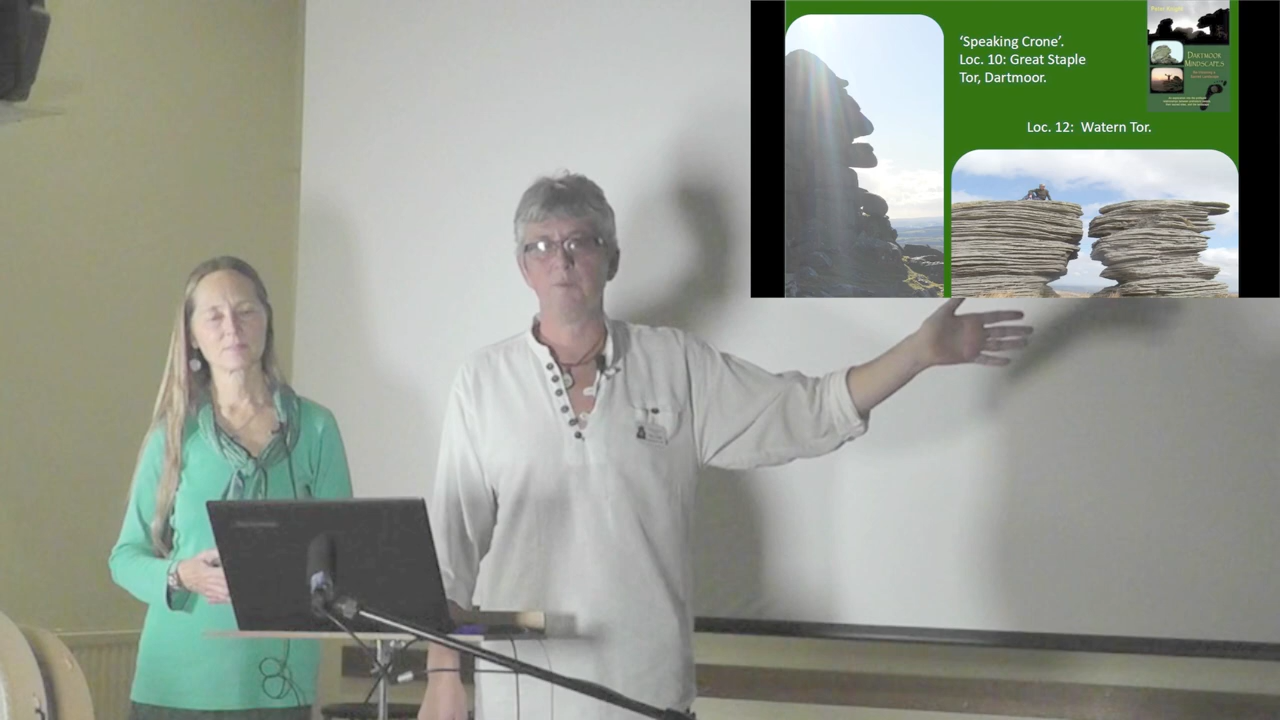 'Speaking Crone'.
Loc. 10: Great Staple
Tor, Dartmoor.
DARTMOOR
MINDSCAPES
Loc. 12:  Watern Tor.